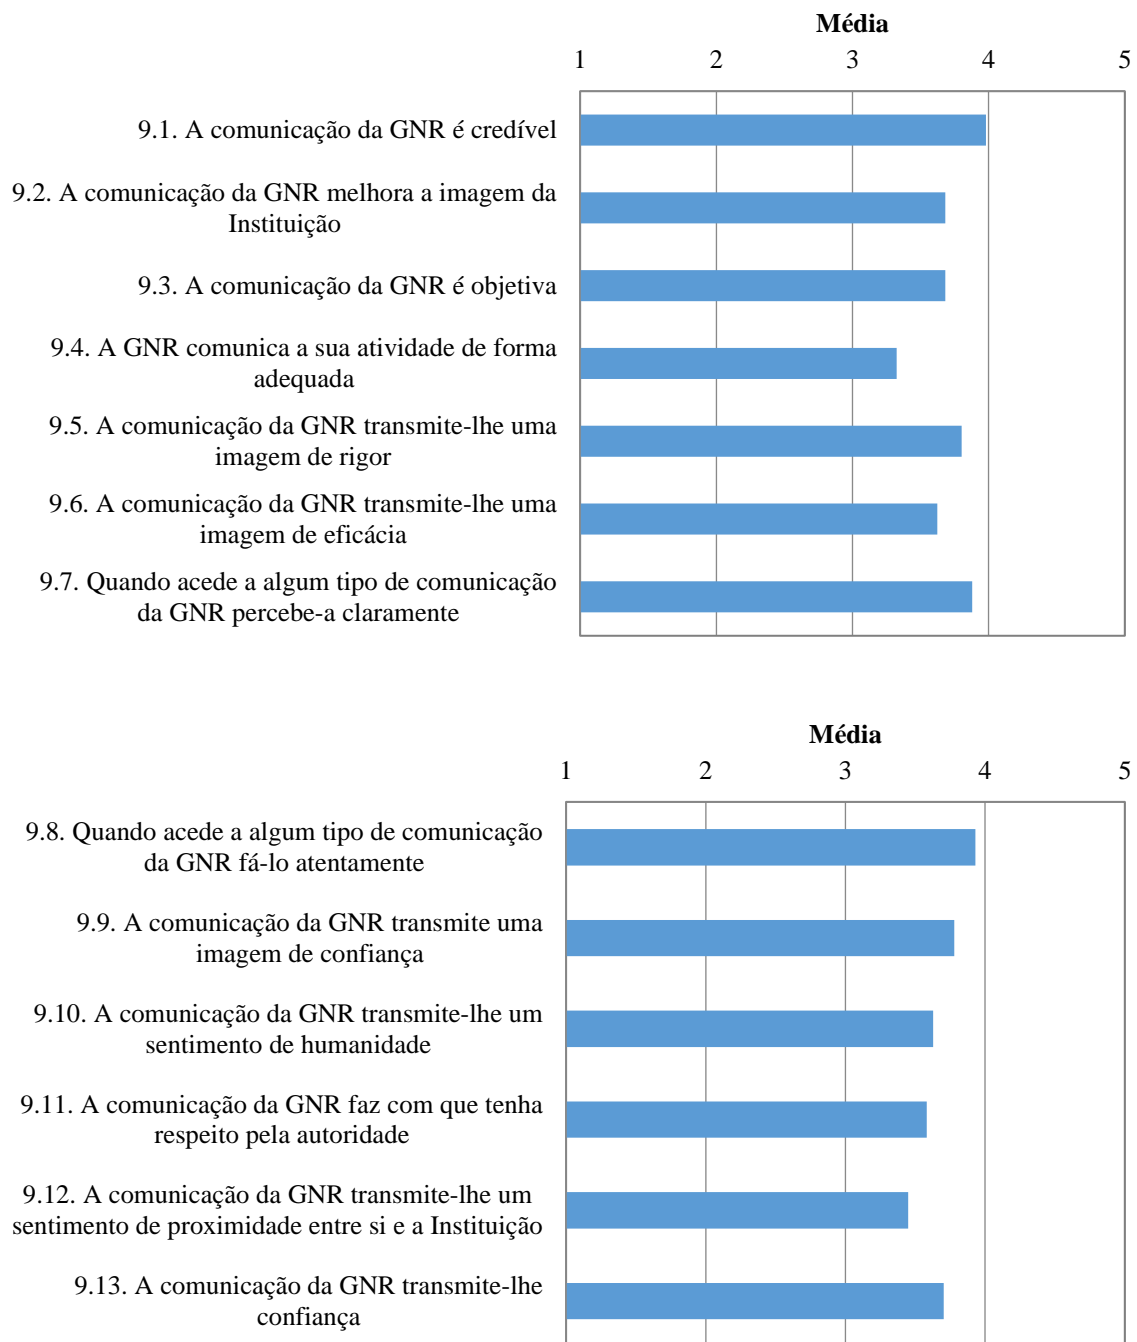 Média
1 2 3 4 5
9.1. A comunicação da GNR é credível
9.2. A comunicação da GNR melhora a imagem da
Instituição
9.3. A comunicação da GNR é objetiva
9.4. A GNR comunica a sua atividade de forma
adequada
9.5. A comunicação da GNR transmite-lhe uma
imagem de rigor
9.6. A comunicação da GNR transmite-lhe uma
imagem de eficácia
9.7. Quando acede a algum tipo de comunicação
da GNR percebe-a claramente
Média
1 2 3 4 5
9.8. Quando acede a algum tipo de comunicação
da GNR fá-lo atentamente
9.9. A comunicação da GNR transmite uma
imagem de confiança
9.10. A comunicação da GNR transmite-lhe um
sentimento de humanidade
9.11. A comunicação da GNR faz com que tenha
respeito pela autoridade
9.12. A comunicação da GNR transmite-lhe um
sentimento de proximidade entre si e a Instituição
9.13. A comunicação da GNR transmite-lhe
confiança